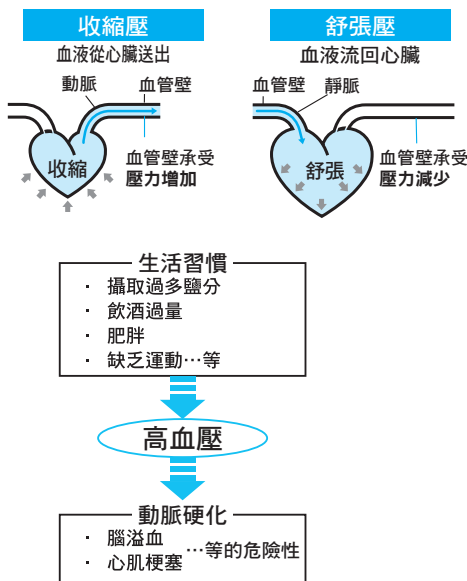 收縮壓
血液從心臟送出
動脈
血管壁
收縮
血管壁承受
壓力增加
舒張壓
血液流回心臟
血管壁
靜脈
舒張
血管壁承受
壓力減少
生活習慣
· 攝取過多鹽分
· 飲酒過量
· 肥胖
· 缺乏運動…等
高血壓
動脈硬化
· 腦溢血
· 心肌梗塞
…等的危險性